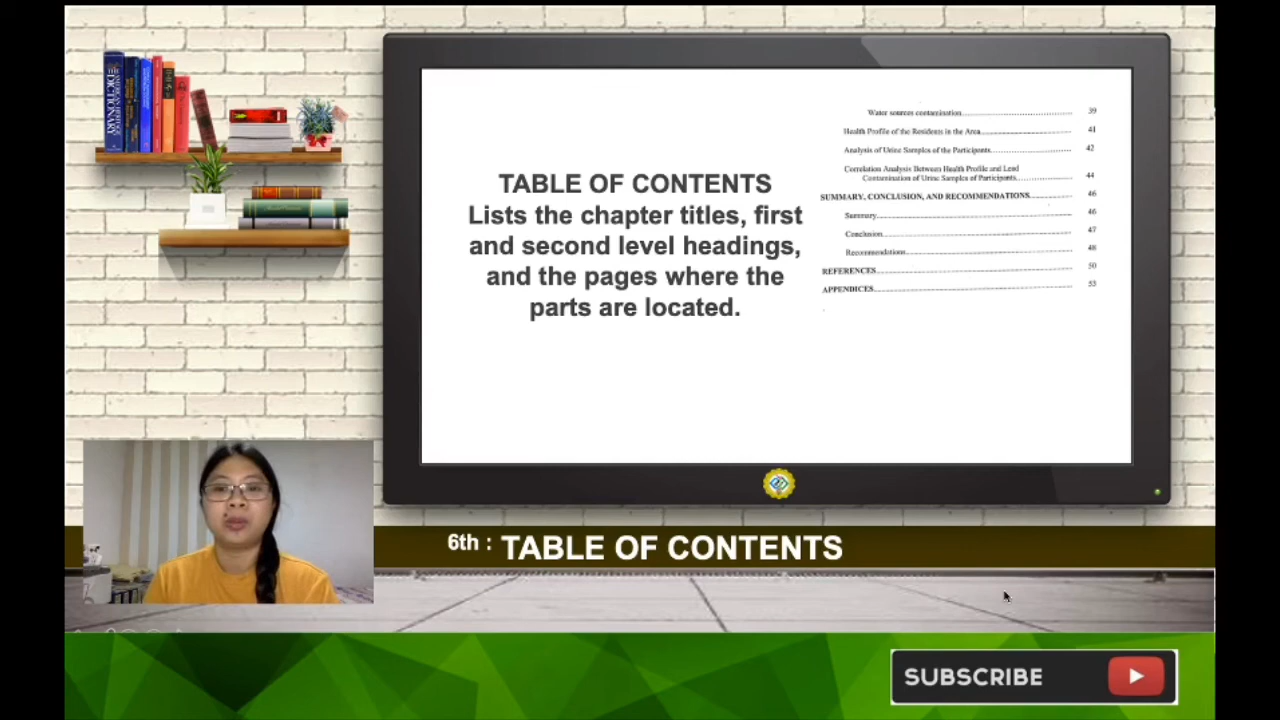 AMERICAN HERITAGE
DICTIONARY
TABLE OF CONTENTS
Lists the chapter titles, first
and second level headings,
and the pages where the
parts are located.
Water sources contamination 39
Health Profile of the Residents in the Area 41
Analysis of Urine Samples of the Participants 42
Correlation Analysis Between Health Profile and Lead
Contamination of Urine Samples of Participants 44
SUMMARY, CONCLUSION, AND RECOMMENDATIONS 46
Summary 46
Conclusion 47
Recommendations 48
REFERENCES 50
APPENDICES 53
6th : TABLE OF CONTENTS
SUBSCRIBE